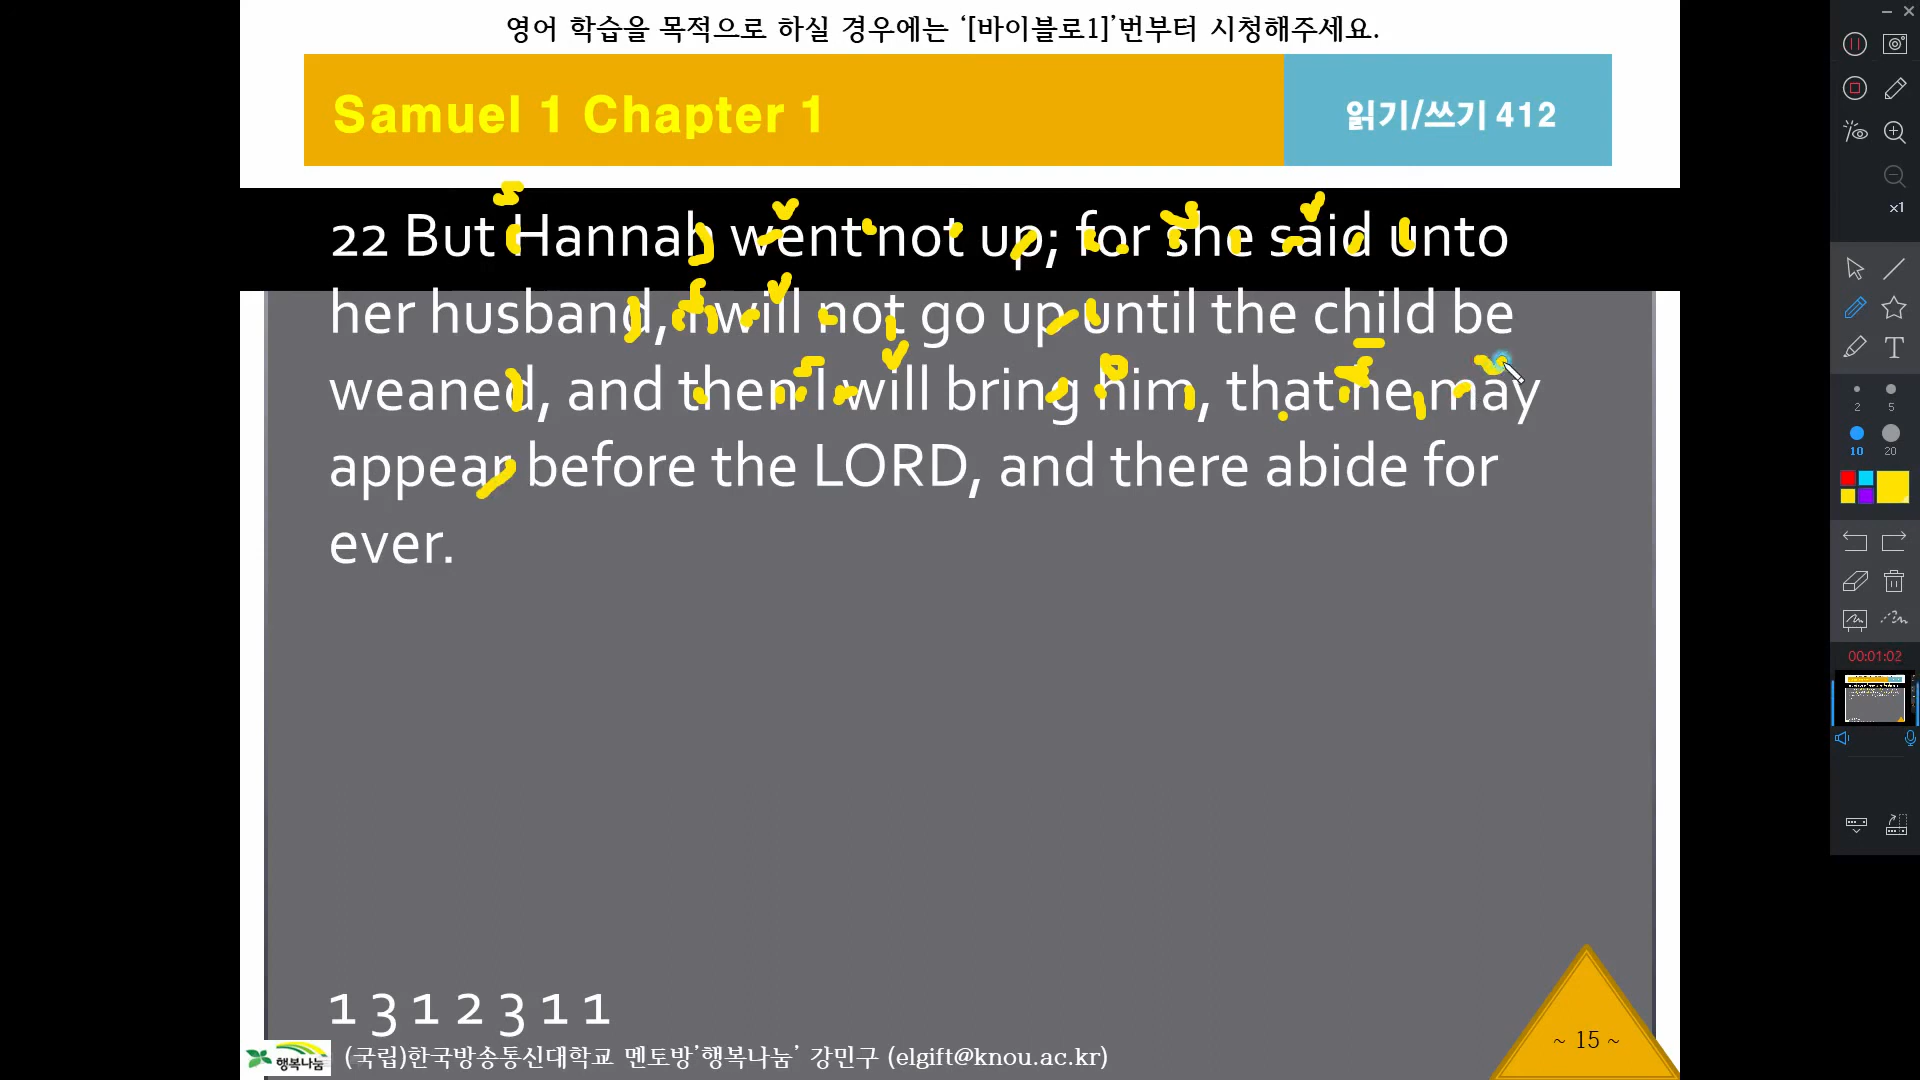 영어 학습을 목적으로 하실 경우에는 ‘[바이블로1]’번부터 시청해주세요.
Samuel 1 Chapter 1
읽기/쓰기 412
22 But Hannah went not up; for she said unto
her husband, I will not go up until the child be
weaned, and then I will bring him, that he may
appear before the LORD, and there abide for
ever.
1 3 1 2 3 1 1
행복나눔
(국립)한국방송통신대학교 멘토방’행복나눔’ 강민구 (elgift@knou.ac.kr)
~ 15 ~
x1
2 5
10 20
00:01:02